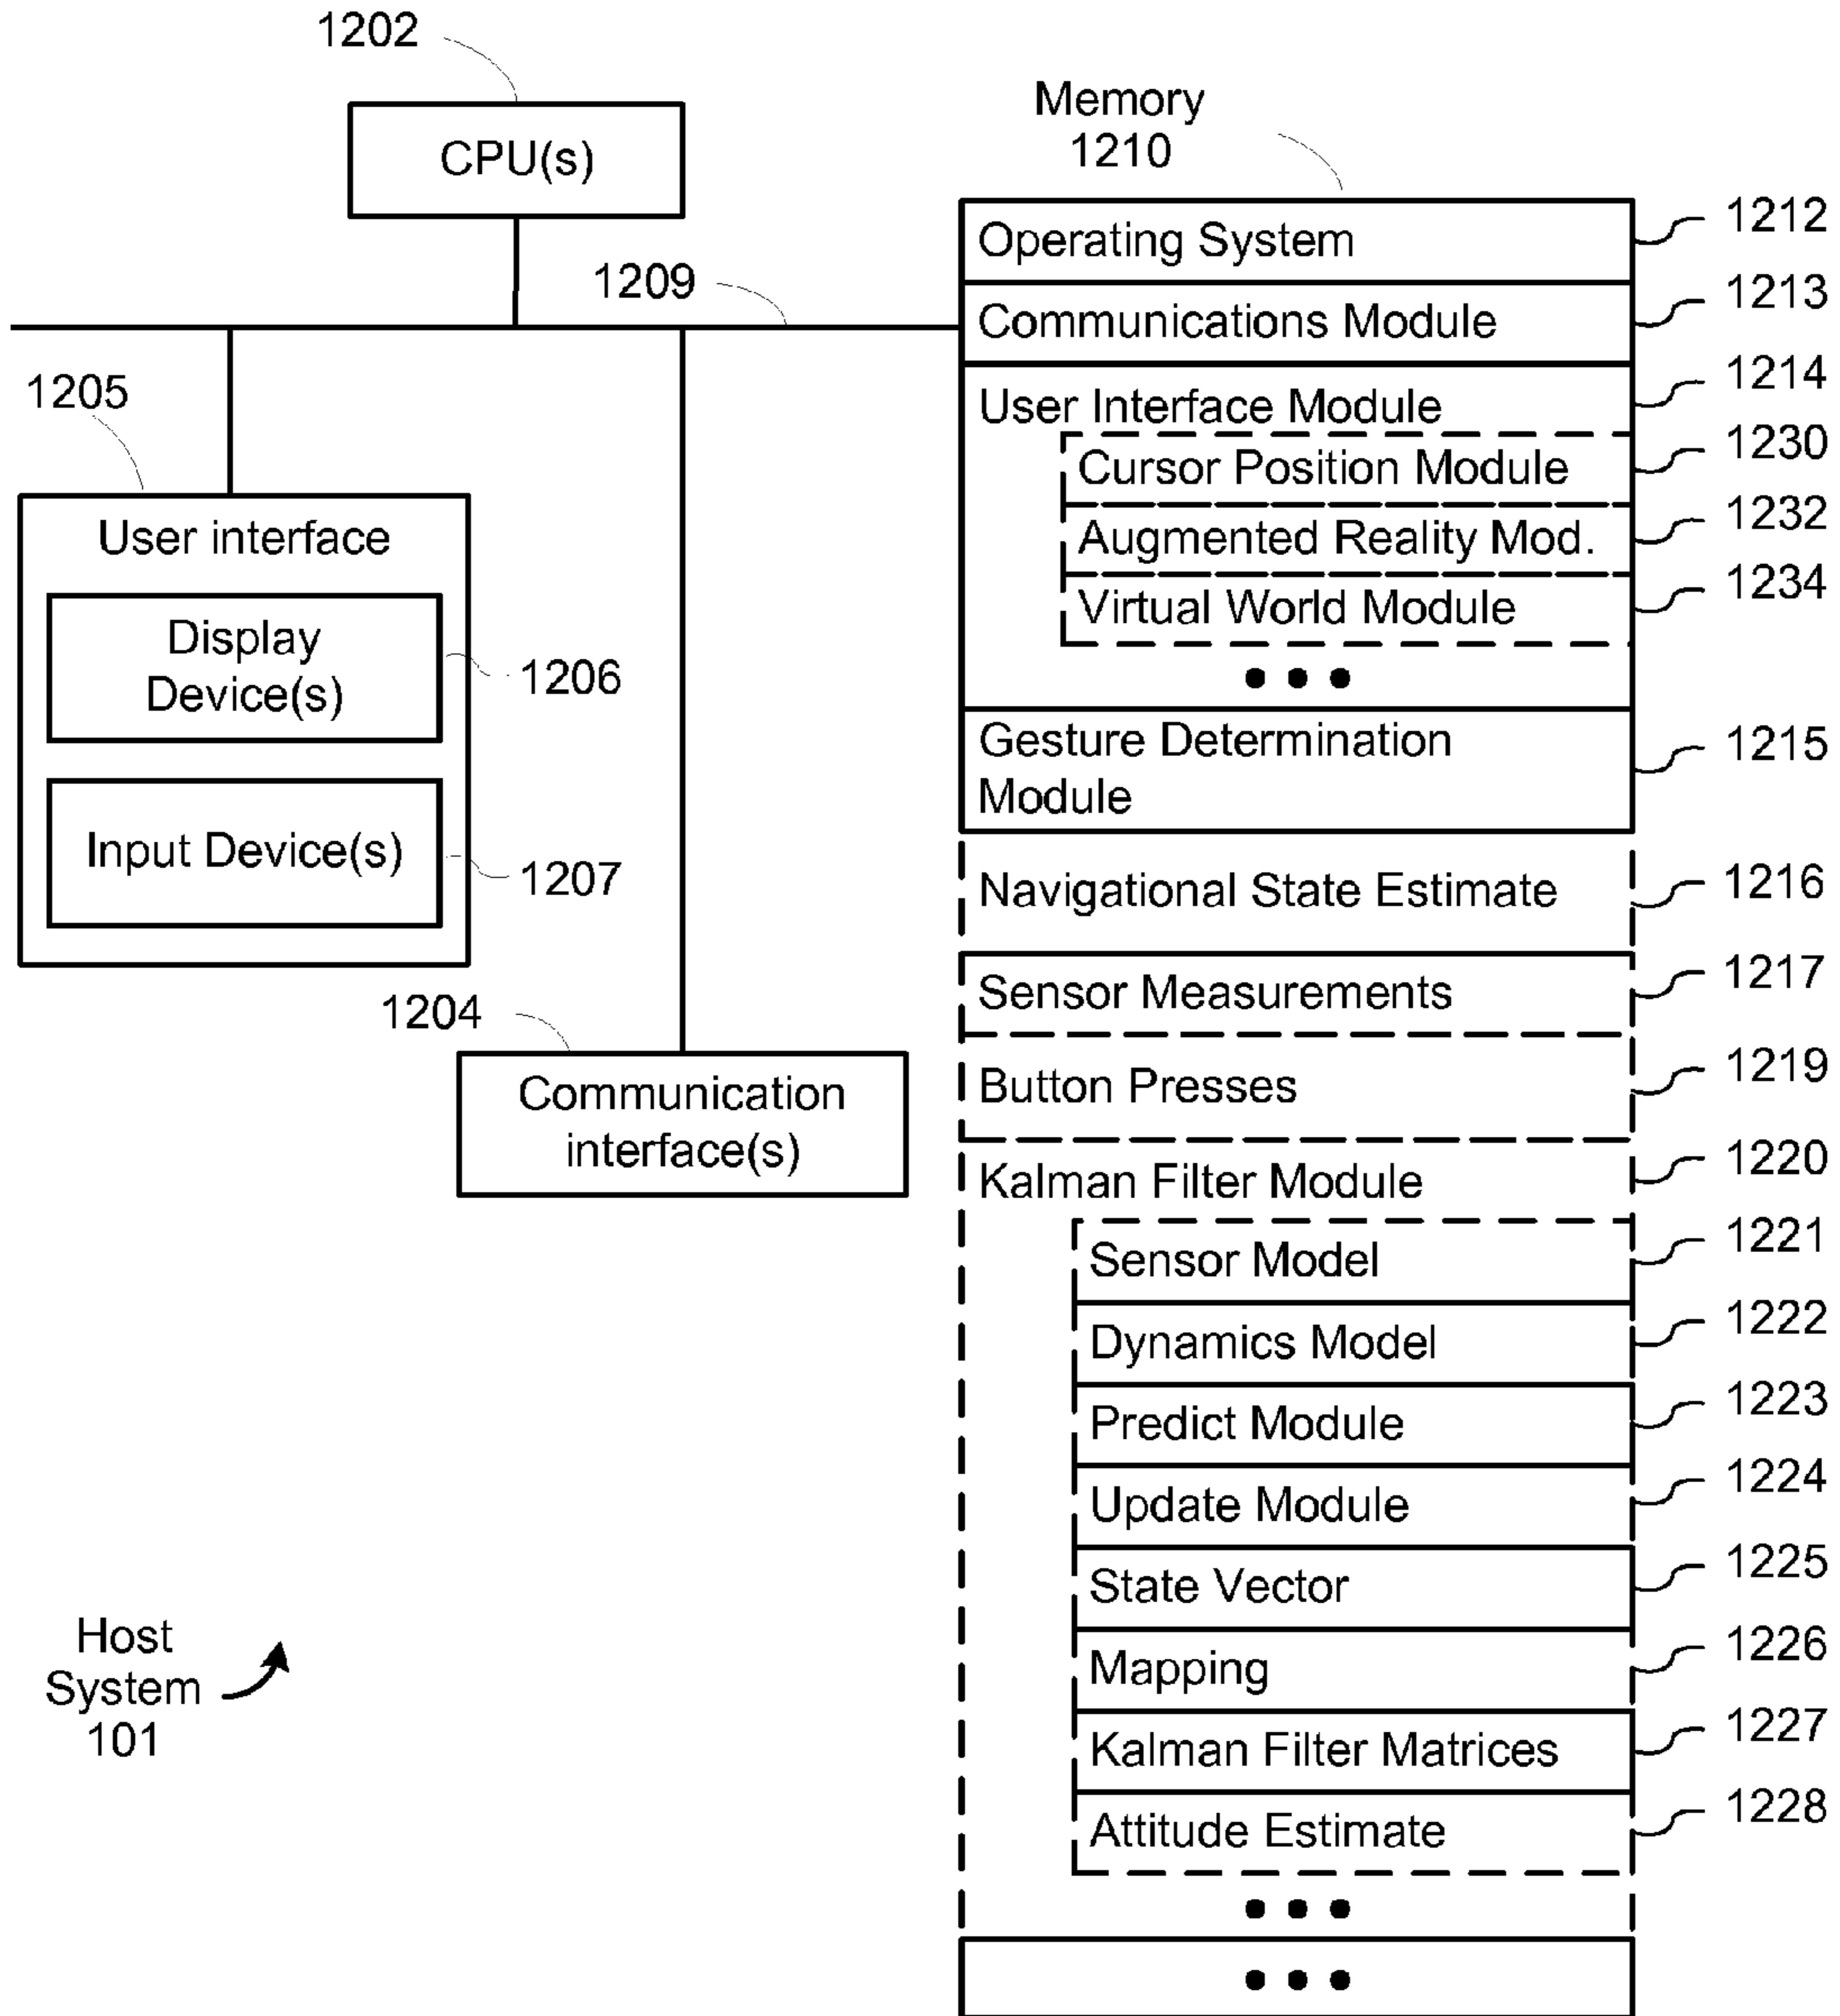 1202
CPU(s)
1209
1205
User interface
Display
Device(s)
1206
Input Device(s)
1207
1204
Communication
interface(s)
Host
System
101
Memory
1210
Operating System
1212
Communications Module
1213
User Interface Module
1214
Cursor Position Module
1230
Augmented Reality Mod.
1232
Virtual World Module
1234
Gesture Determination
Module
1215
Navigational State Estimate
1216
Sensor Measurements
1217
Button Presses
1219
Kalman Filter Module
1220
Sensor Model
1221
Dynamics Model
1222
Predict Module
1223
Update Module
1224
State Vector
1225
Mapping
1226
Kalman Filter Matrices
1227
Attitude Estimate
1228